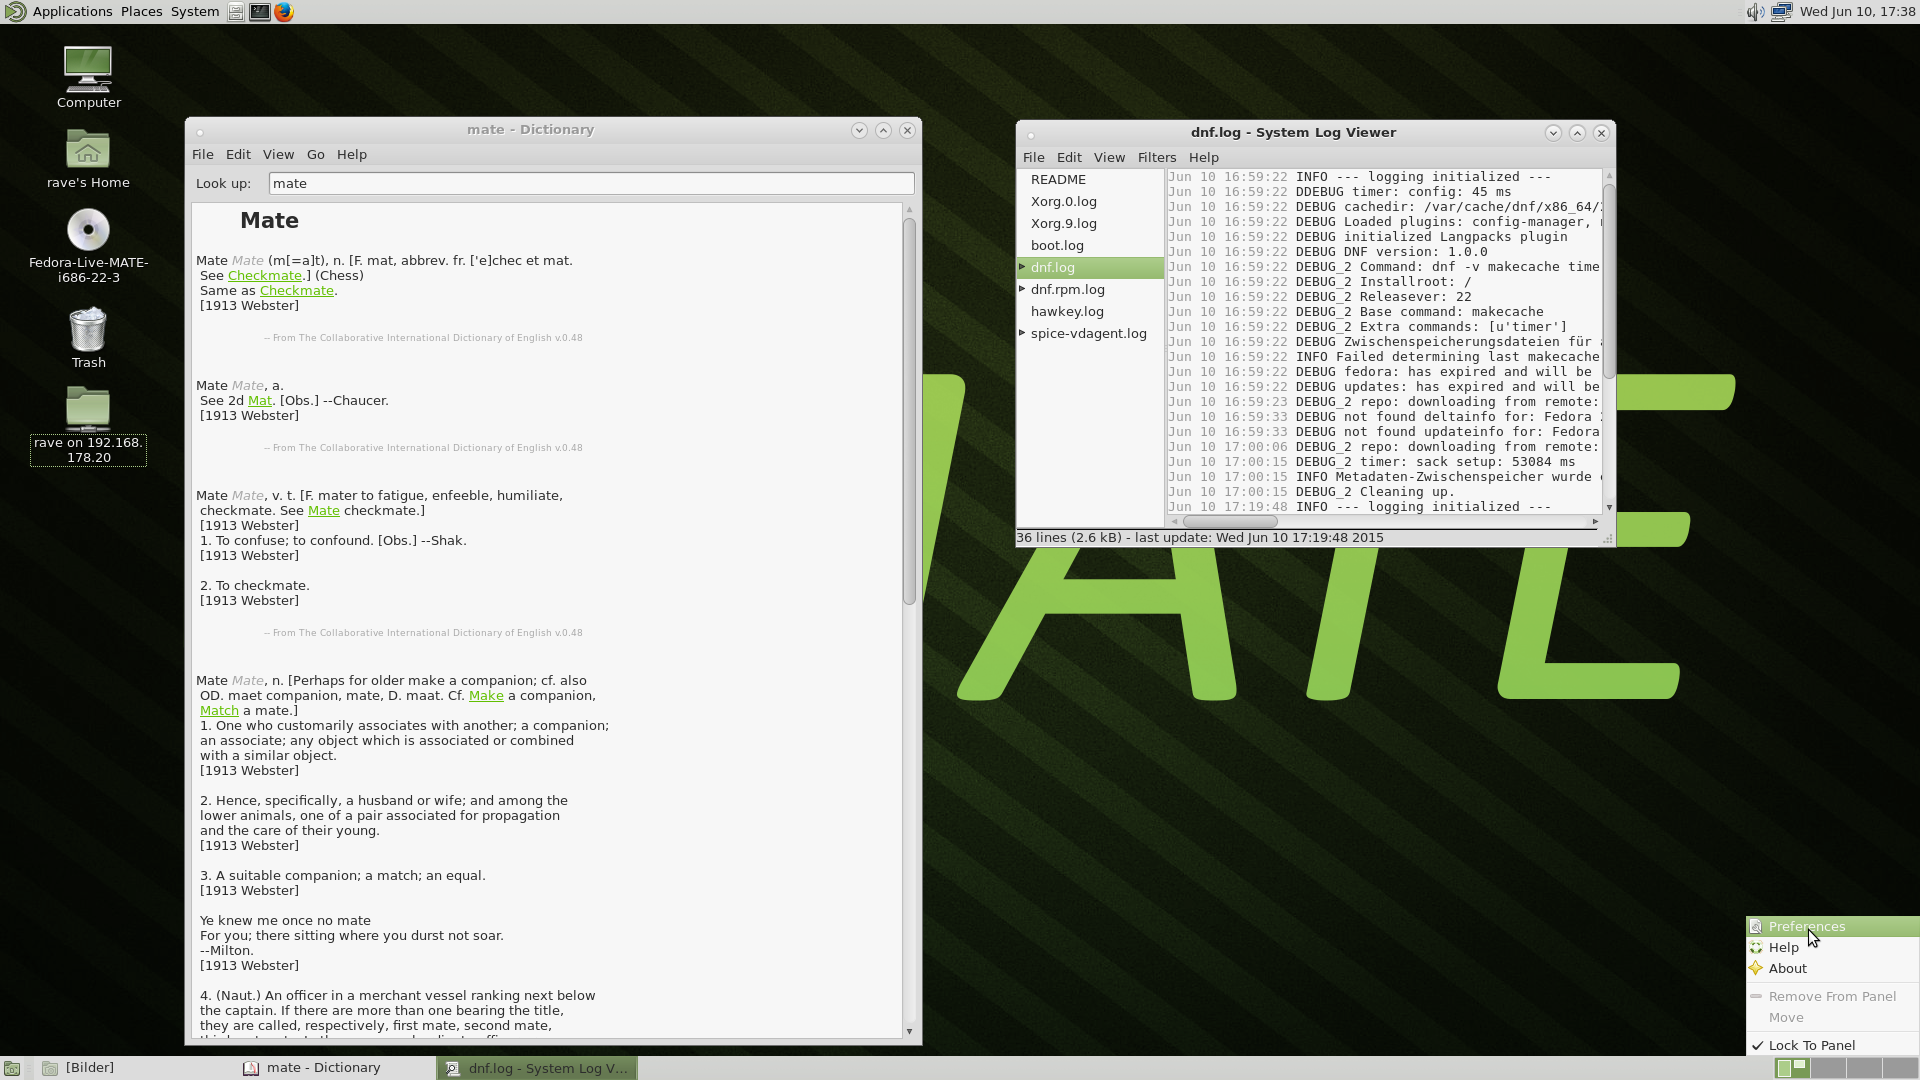 Applications Places System
Wed Jun 10, 17:38
Computer
rave's Home
Fedora-Live-MATE-
i686-22-3
Trash
rave on 192.168.
178.20
mate - Dictionary
File Edit View Go Help
Look up: mate
Mate
Mate Mate (m[=a]t), n. [F. mat, abbrev. fr. ['e]chec et mat.
See Checkmate.] (Chess)
Same as Checkmate.
[1913 Webster]
-- From The Collaborative International Dictionary of English v.0.48
Mate Mate, a.
See 2d Mat. [Obs.] --Chaucer.
[1913 Webster]
-- From The Collaborative International Dictionary of English v.0.48
Mate Mate, v. t. [F. mater to fatigue, enfeeble, humiliate,
checkmate. See Mate checkmate.]
[1913 Webster]
1. To confuse; to confound. [Obs.] --Shak.
[1913 Webster]
2. To checkmate.
[1913 Webster]
-- From The Collaborative International Dictionary of English v.0.48
Mate Mate, n. [Perhaps for older make a companion; cf. also
OD. maet companion, mate, D. maat. Cf. Make a companion,
Match a mate.]
1. One who customarily associates with another; a companion;
an associate; any object which is associated or combined
with a similar object.
[1913 Webster]
2. Hence, specifically, a husband or wife; and among the
lower animals, one of a pair associated for propagation
and the care of their young.
[1913 Webster]
3. A suitable companion; a match; an equal.
[1913 Webster]
Ye knew me once no mate
For you; there sitting where you durst not soar.
--Milton.
[1913 Webster]
4. (Naut.) An officer in a merchant vessel ranking next below
the captain. If there are more than one bearing the title,
they are called, respectively, first mate, second mate,
dnf.log - System Log Viewer
File Edit View Filters Help
README
Xorg.0.log
Xorg.9.log
boot.log
dnf.log
dnf.rpm.log
hawkey.log
spice-vdagent.log
Jun 10 16:59:22 INFO --- logging initialized ---
Jun 10 16:59:22 DDEBUG timer: config: 45 ms
Jun 10 16:59:22 DEBUG cachedir: /var/cache/dnf/x86_64/
Jun 10 16:59:22 DEBUG Loaded plugins: config-manager,
Jun 10 16:59:22 DEBUG initialized Langpacks plugin
Jun 10 16:59:22 DEBUG DNF version: 1.0.0
Jun 10 16:59:22 DEBUG_2 Command: dnf -v makecache time
Jun 10 16:59:22 DEBUG_2 Installroot: /
Jun 10 16:59:22 DEBUG_2 Releasever: 22
Jun 10 16:59:22 DEBUG_2 Base command: makecache
Jun 10 16:59:22 DEBUG_2 Extra commands: [u'timer']
Jun 10 16:59:22 DEBUG Zwischenspeicherungsdateien für
Jun 10 16:59:22 INFO Failed determining last makecache
Jun 10 16:59:22 DEBUG fedora: has expired and will be
Jun 10 16:59:22 DEBUG updates: has expired and will be
Jun 10 16:59:23 DEBUG_2 repo: downloading from remote:
Jun 10 16:59:33 DEBUG not found deltainfo for: Fedora
Jun 10 16:59:33 DEBUG not found updateinfo for: Fedora
Jun 10 17:00:06 DEBUG_2 repo: downloading from remote:
Jun 10 17:00:15 DEBUG_2 timer: sack setup: 53084 ms
Jun 10 17:00:15 INFO Metadaten-Zwischenspeicher wurde
Jun 10 17:00:15 DEBUG_2 Cleaning up.
Jun 10 17:19:48 INFO --- logging initialized ---
36 lines (2.6 kB) - last update: Wed Jun 10 17:19:48 2015
Preferences
Help
About
Remove From Panel
Move
Lock To Panel
[Bilder]
mate - Dictionary
dnf.log - System Log V...